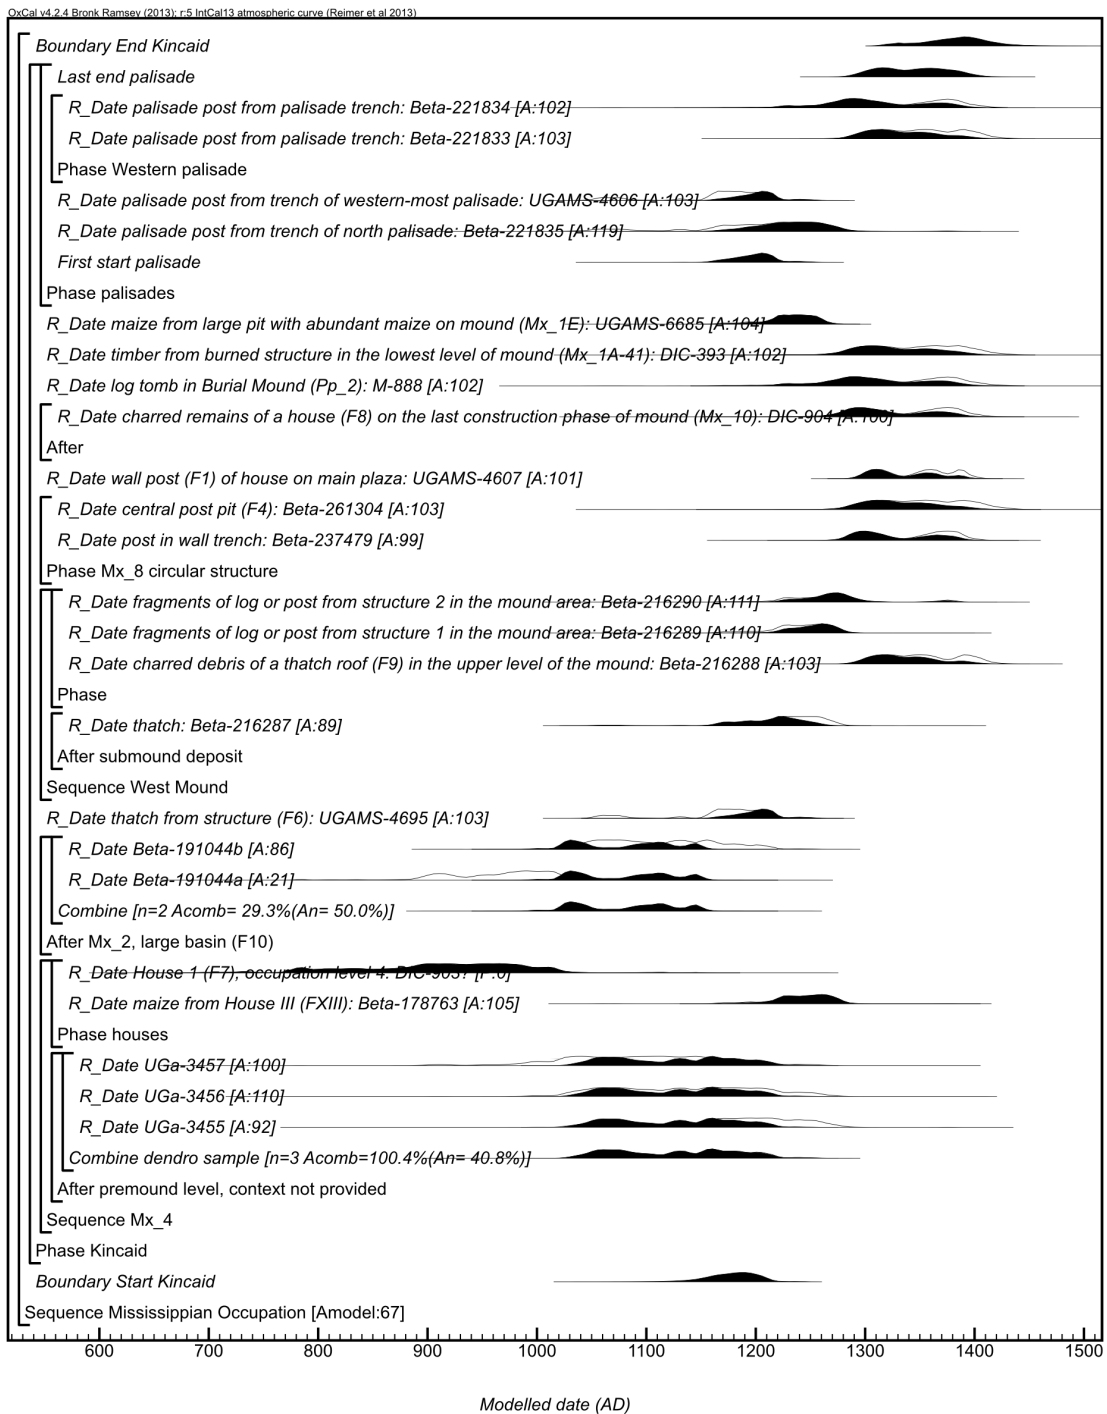 OxCal v4.2.4 Bronk Ramsey (2013); r:5 IntCal13 atmospheric curve (Reimer et al 2013)
Boundary End Kincaid
Last end palisade
R_Date palisade post from palisade trench: Beta-221834 [A:102]
R_Date palisade post from palisade trench: Beta-221833 [A:103]
Phase Western palisade
R_Date palisade post from trench of western-most palisade: UGAMS-4606 [A:103]
R_Date palisade post from trench of north palisade: Beta-221835 [A:119]
First start palisade
Phase palisades
R_Date maize from large pit with abundant maize on mound (Mx_1E): UGAMS-6685 [A:104]
R_Date timber from burned structure in the lowest level of mound (Mx_1A-41): DIC-393 [A:102]
R_Date log tomb in Burial Mound (Pp_2): M-888 [A:102]
R_Date charred remains of a house (F8) on the last construction phase of mound (Mx_10): DIC-904 [A:100]
After
R_Date wall post (F1) of house on main plaza: UGAMS-4607 [A:101]
R_Date central post pit (F4): Beta-261304 [A:103]
R_Date post in wall trench: Beta-237479 [A:99]
Phase Mx_8 circular structure
R_Date fragments of log or post from structure 2 in the mound area: Beta-216290 [A:111]
R_Date fragments of log or post from structure 1 in the mound area: Beta-216289 [A:110]
R_Date charred debris of a thatch roof (F9) in the upper level of the mound: Beta-216288 [A:103]
Phase
R_Date thatch: Beta-216287 [A:89]
After submound deposit
Sequence West Mound
R_Date thatch from structure (F6): UGAMS-4695 [A:103]
R_Date Beta-191044b [A:86]
R_Date Beta-191044a [A:21]
Combine [n=2 Acomb= 29.3%(An= 50.0%)]
After Mx_2, large basin (F10)
R_Date House 1 (F7), occupation level 4: DIC-903? [P:0]
R_Date maize from House III (FXIII): Beta-178763 [A:105]
Phase houses
R_Date UGa-3457 [A:100]
R_Date UGa-3456 [A:110]
R_Date UGa-3455 [A:92]
Combine dendro sample [n=3 Acomb=100.4%(An= 40.8%)]
After premound level, context not provided
Sequence Mx_4
Phase Kincaid
Boundary Start Kincaid
Sequence Mississippian Occupation [Amodel:67]
600 700 800 900 1000 1100 1200 1300 1400 1500
Modelled date (AD)